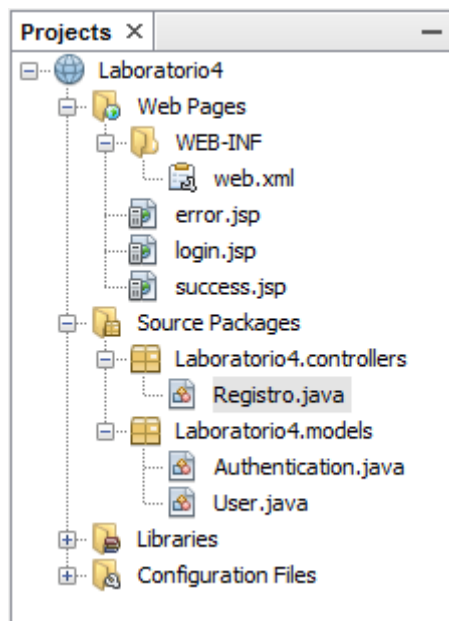 Projects
Laboratorio4
Web Pages
WEB-INF
web.xml
error.jsp
login.jsp
success.jsp
Source Packages
Laboratorio4.controllers
Registro.java
Laboratorio4.models
Authentication.java
User.java
Libraries
Configuration Files